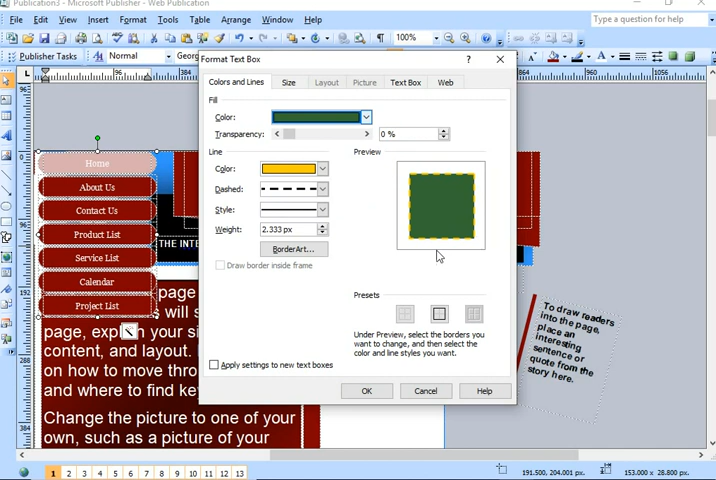 Publication3 - Microsoft Publisher - Web Publication
File Edit View Insert Format Tools Table Arrange Window Help
Type a question for help
100%
Publisher Tasks
Normal
Format Text Box
Colors and Lines Size Layout Picture Text Box Web
Fill
Color:
Transparency: 0 %
Line
Color:
Dashed:
Style:
Weight: 2.333 px
BorderArt...
Draw border inside frame
Preview
Presets
Under Preview, select the borders you
want to change, and then select the
color and line styles you want.
Apply settings to new text boxes
OK Cancel Help
Home
About Us
Contact Us
Product List
Service List
Calendar
Project List
THE INTE
page
s will s
page, expl in your si
content, and layout.
on how to move thro
and where to find key
Change the picture to one of your
own, such as a picture of your
To draw readers
into the page,
place an
interesting
sentence or
quote from the
story here.
1 2 3 4 5 6 7 8 9 10 11 12 13
191.500, 204.001 px. 153.000 x 28.800 px.